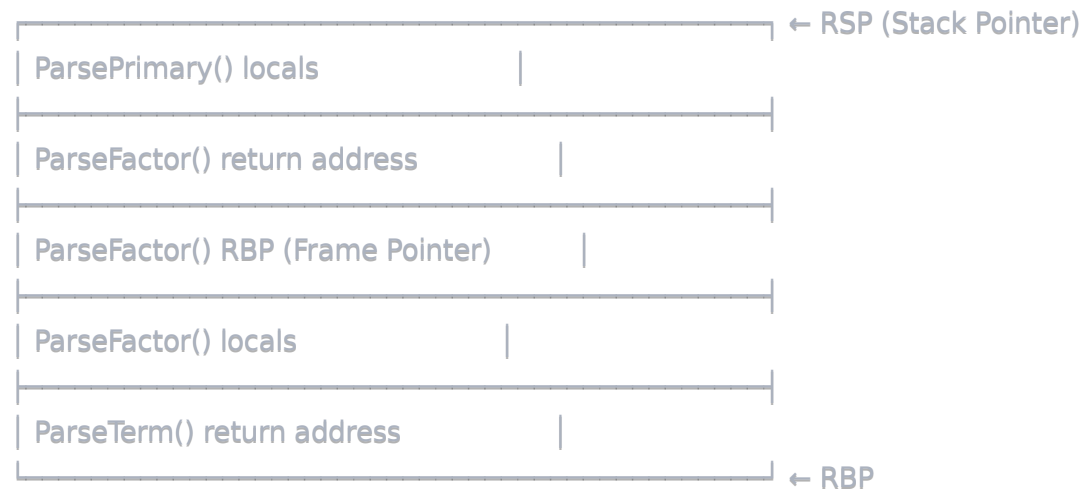 ← RSP (Stack Pointer)
ParsePrimary() locals
ParseFactor() return address
ParseFactor() RBP (Frame Pointer)
ParseFactor() locals
ParseTerm() return address
← RBP